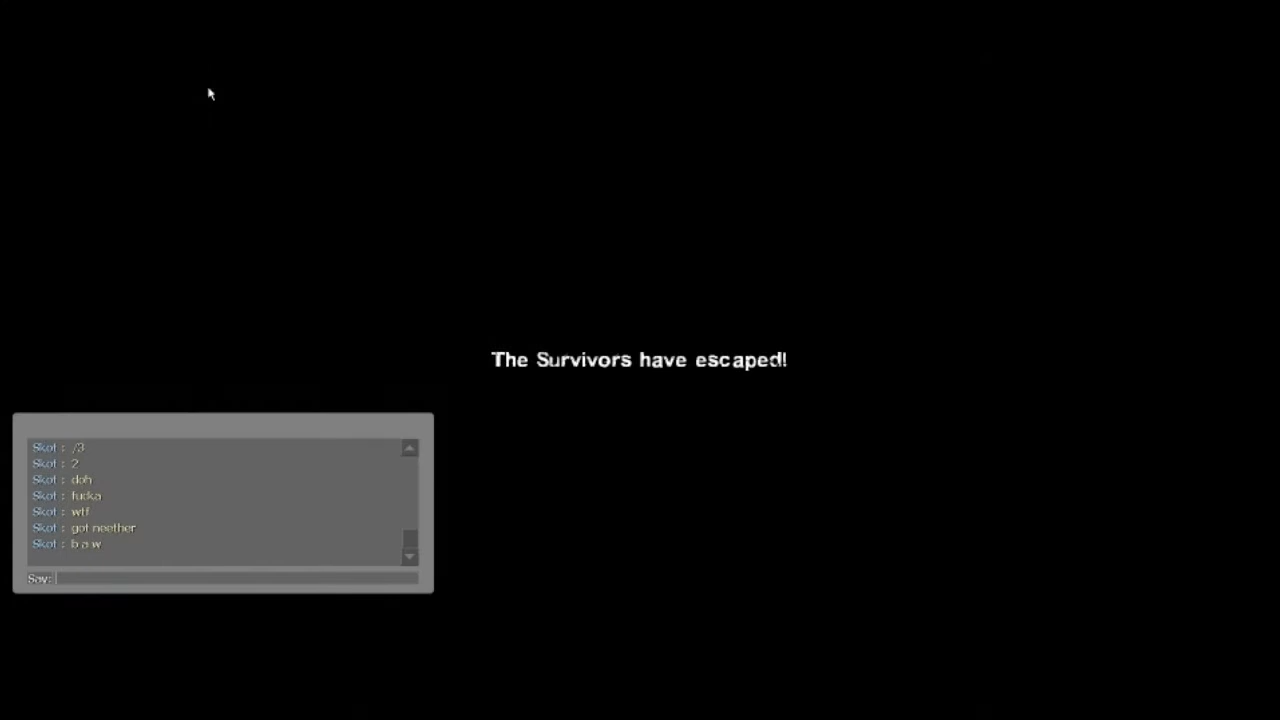 The Survivors have escaped!
Skot : /3
Skot : 2
Skot : doh
Skot : fucka
Skot : wtf
Skot : got neether
Skot : b a w
Say: